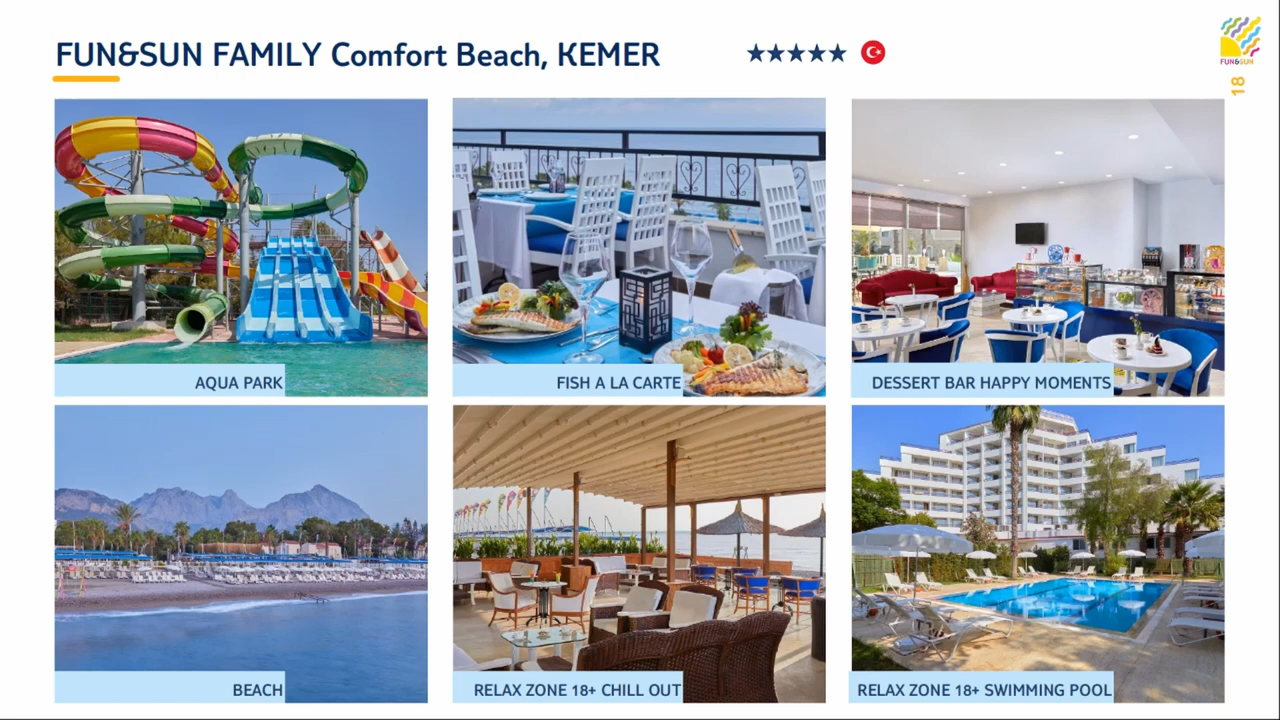 FUN&SUN FAMILY Comfort Beach, KEMER
FUN&SUN
18
AQUA PARK
FISH A LA CARTE
DESSERT BAR HAPPY MOMENTS
BEACH
RELAX ZONE 18+ CHILL OUT
RELAX ZONE 18+ SWIMMING POOL